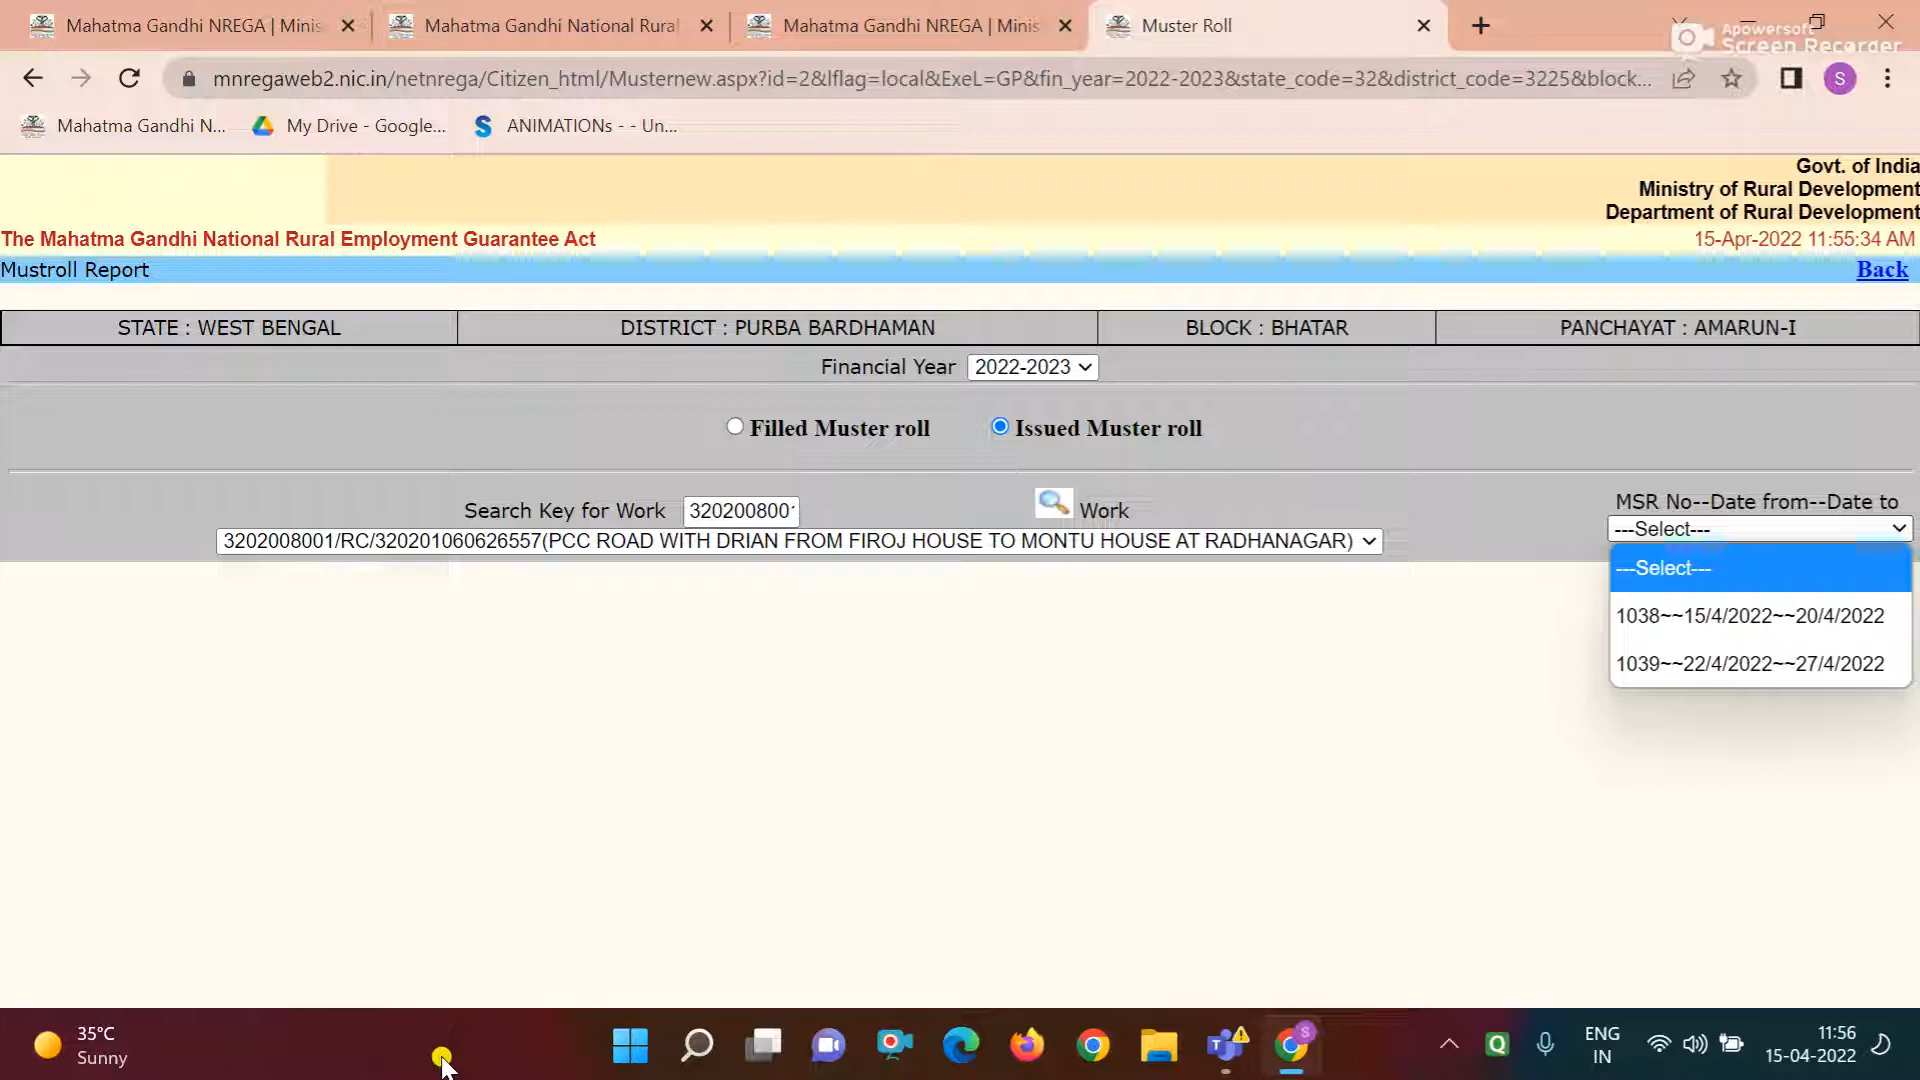 Mahatma Gandhi NREGA | Minis
Mahatma Gandhi National Rural
Mahatma Gandhi NREGA | Minis
Muster Roll
Apowersoft
Screen Recorder
mnregaweb2.nic.in/netnrega/Citizen_html/Musternew.aspx?id=2&lflag=local&ExeL=GP&fin_year=2022-2023&state_code=32&district_code=3225&block...
S
Mahatma Gandhi N...
My Drive - Google...
ANIMATIONs - - Un...
Govt. of India
Ministry of Rural Development
Department of Rural Development
The Mahatma Gandhi National Rural Employment Guarantee Act
15-Apr-2022 11:55:34 AM
Mustroll Report
Back
STATE : WEST BENGAL
DISTRICT : PURBA BARDHAMAN
BLOCK : BHATAR
PANCHAYAT : AMARUN-I
Financial Year 2022-2023
Filled Muster roll
Issued Muster roll
Search Key for Work 320200800
Work
MSR No--Date from--Date to
3202008001/RC/320201060626557(PCC ROAD WITH DRIAN FROM FIROJ HOUSE TO MONTU HOUSE AT RADHANAGAR)
---Select---
---Select---
1038~~15/4/2022~~20/4/2022
1039~~22/4/2022~~27/4/2022
35°C
Sunny
S
ENG
IN
11:56
15-04-2022